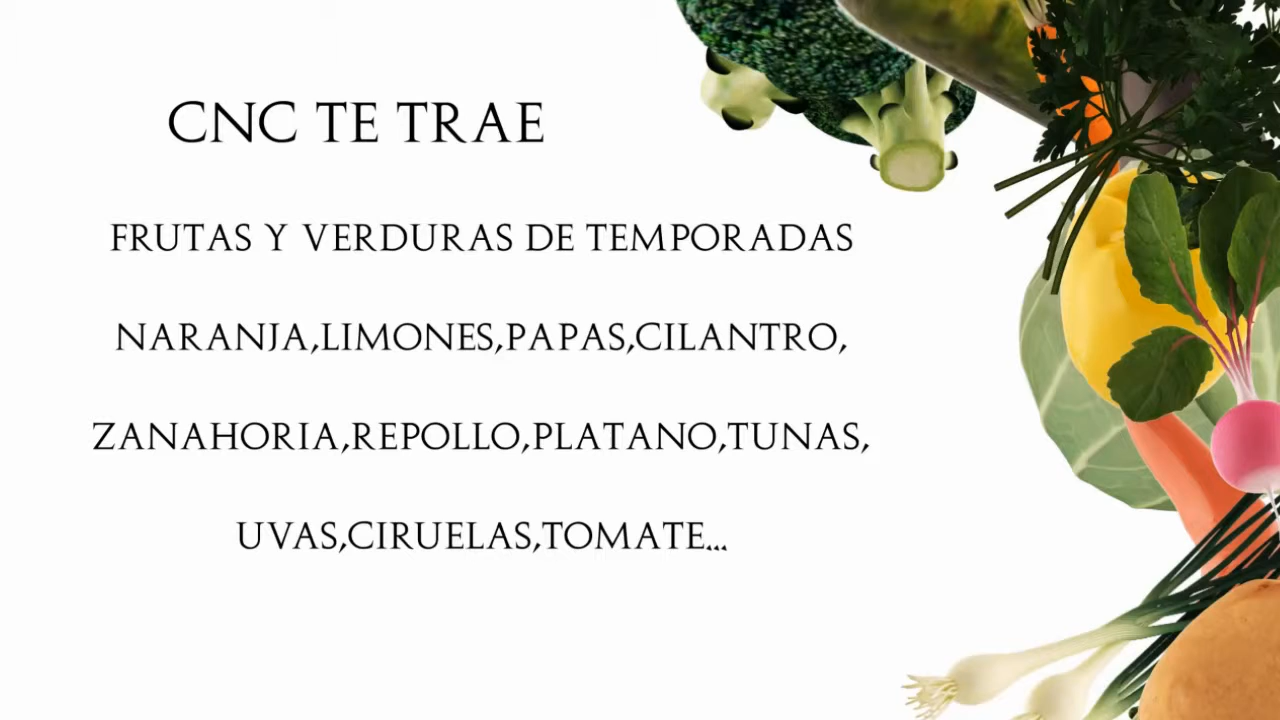 CNC TE TRAE
FRUTAS Y VERDURAS DE TEMPORADAS
NARANJA,LIMONES,PAPAS,CILANTRO,
ZANAHORIA,REPOLLO,PLATANO,TUNAS,
UVAS,CIRUELAS,TOMATE...